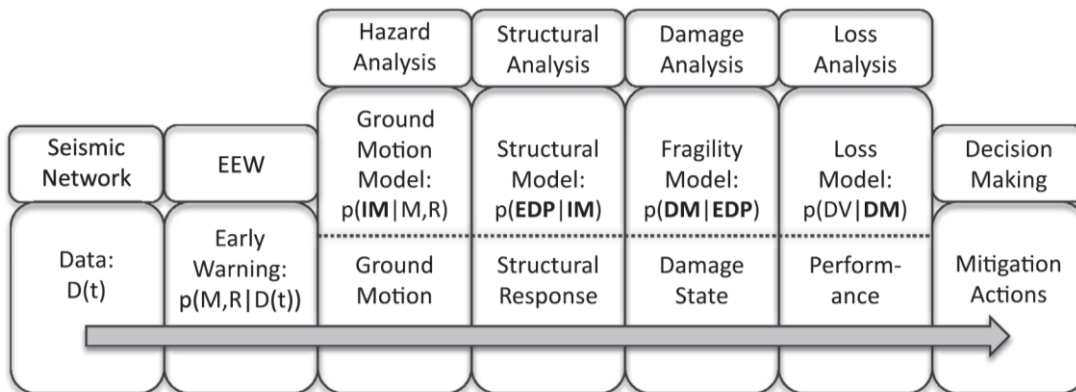 Hazard
Analysis
Structural
Analysis
Damage
Analysis
Loss
Analysis
Seismic
Network
EEW
Ground
Motion
Model:
p(IM|M,R)
Structural
Model:
p(EDP|IM)
Fragility
Model:
p(DM|EDP)
Loss
Model:
p(DV|DM)
Decision
Making
Data:
D(t)
Early
Warning:
p(M,R|D(t))
Ground
Motion
Structural
Response
Damage
State
Perform-
ance
Mitigation
Actions